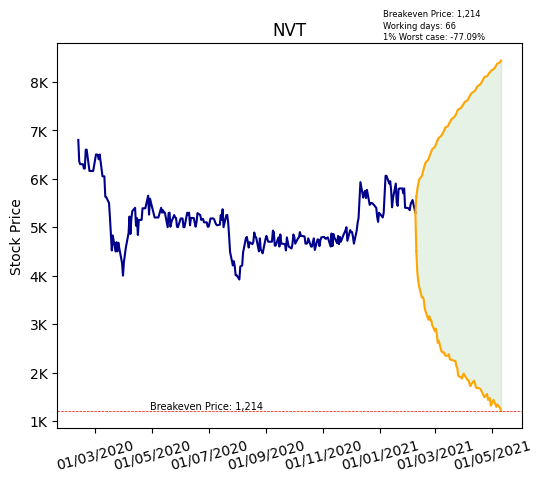 Breakeven Price: 1,214
Working days: 66
1% Worst case: -77.09%
NVT
Stock Price
8K
7K
6K
5K
4K
3K
2K
1K
Breakeven Price: 1,214
01/03/2020 01/05/2020 01/07/2020 01/09/2020 01/11/2020 01/01/2021 01/03/2021 01/05/2021